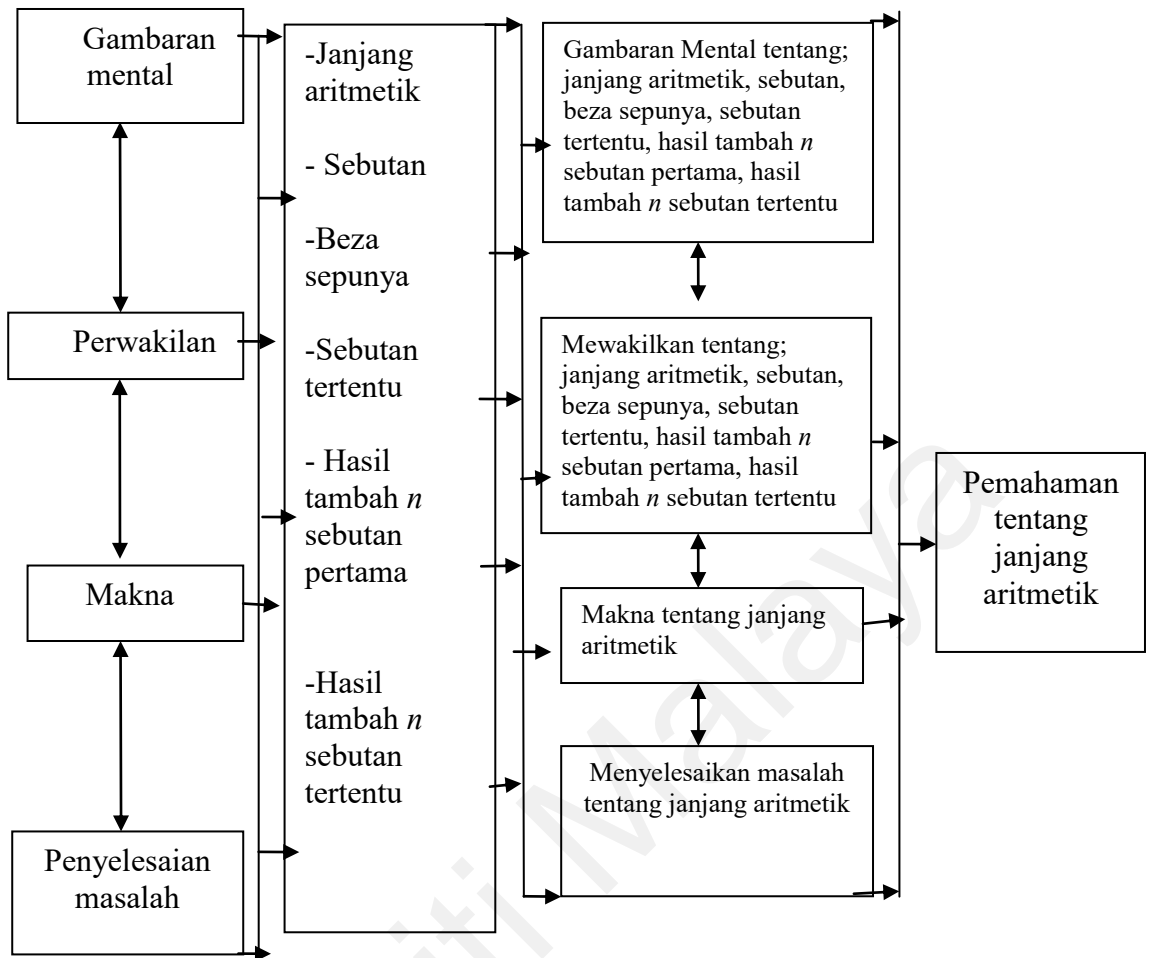 Gambaran
mental
Perwakilan
Makna
Penyelesaian
masalah
-Janjang
aritmetik
- Sebutan
-Beza
sepunya
-Sebutan
tertentu
- Hasil
tambah n
sebutan
pertama
-Hasil
tambah n
sebutan
tertentu
Gambaran Mental tentang;
janjang aritmetik, sebutan,
beza sepunya, sebutan
tertentu, hasil tambah n
sebutan pertama, hasil
tambah n sebutan tertentu
Mewakilkan tentang;
janjang aritmetik, sebutan,
beza sepunya, sebutan
tertentu, hasil tambah n
sebutan pertama, hasil
tambah n sebutan tertentu
Makna tentang janjang
aritmetik
Menyelesaikan masalah
tentang janjang aritmetik
Pemahaman
tentang
janjang
aritmetik
iti Malaya